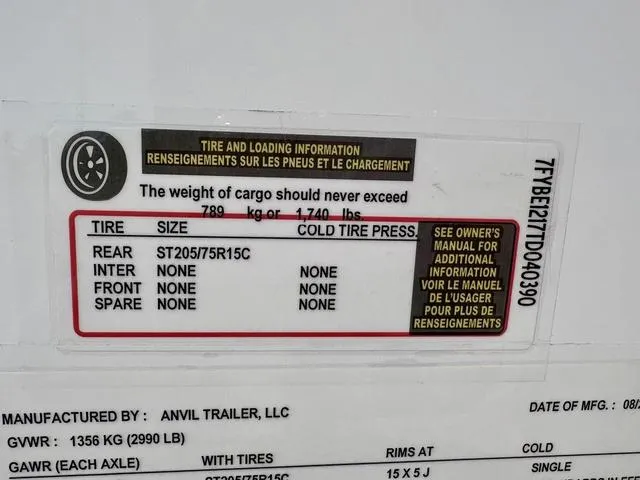 TIRE AND LOADING INFORMATION
RENSEIGNEMENTS SUR LES PNEUS ET LE CHARGEMENT
The weight of cargo should never exceed
789 kg or 1,740 lbs.
TIRE SIZE COLD TIRE PRESS.
REAR ST205/75R15C
INTER NONE NONE
FRONT NONE NONE
SPARE NONE NONE
SEE OWNER'S
MANUAL FOR
ADDITIONAL
INFORMATION
VOIR LE MANUEL
DE L'USAGER
POUR PLUS DE
RENSEIGNEMENTS
7FYBE1217TD040390
MANUFACTURED BY : ANVIL TRAILER, LLC
DATE OF MFG. : 08/
GVWR : 1356 KG (2990 LB)
GAWR (EACH AXLE) WITH TIRES RIMS AT COLD
ST205/75R15C 15 X 5 J SINGLE